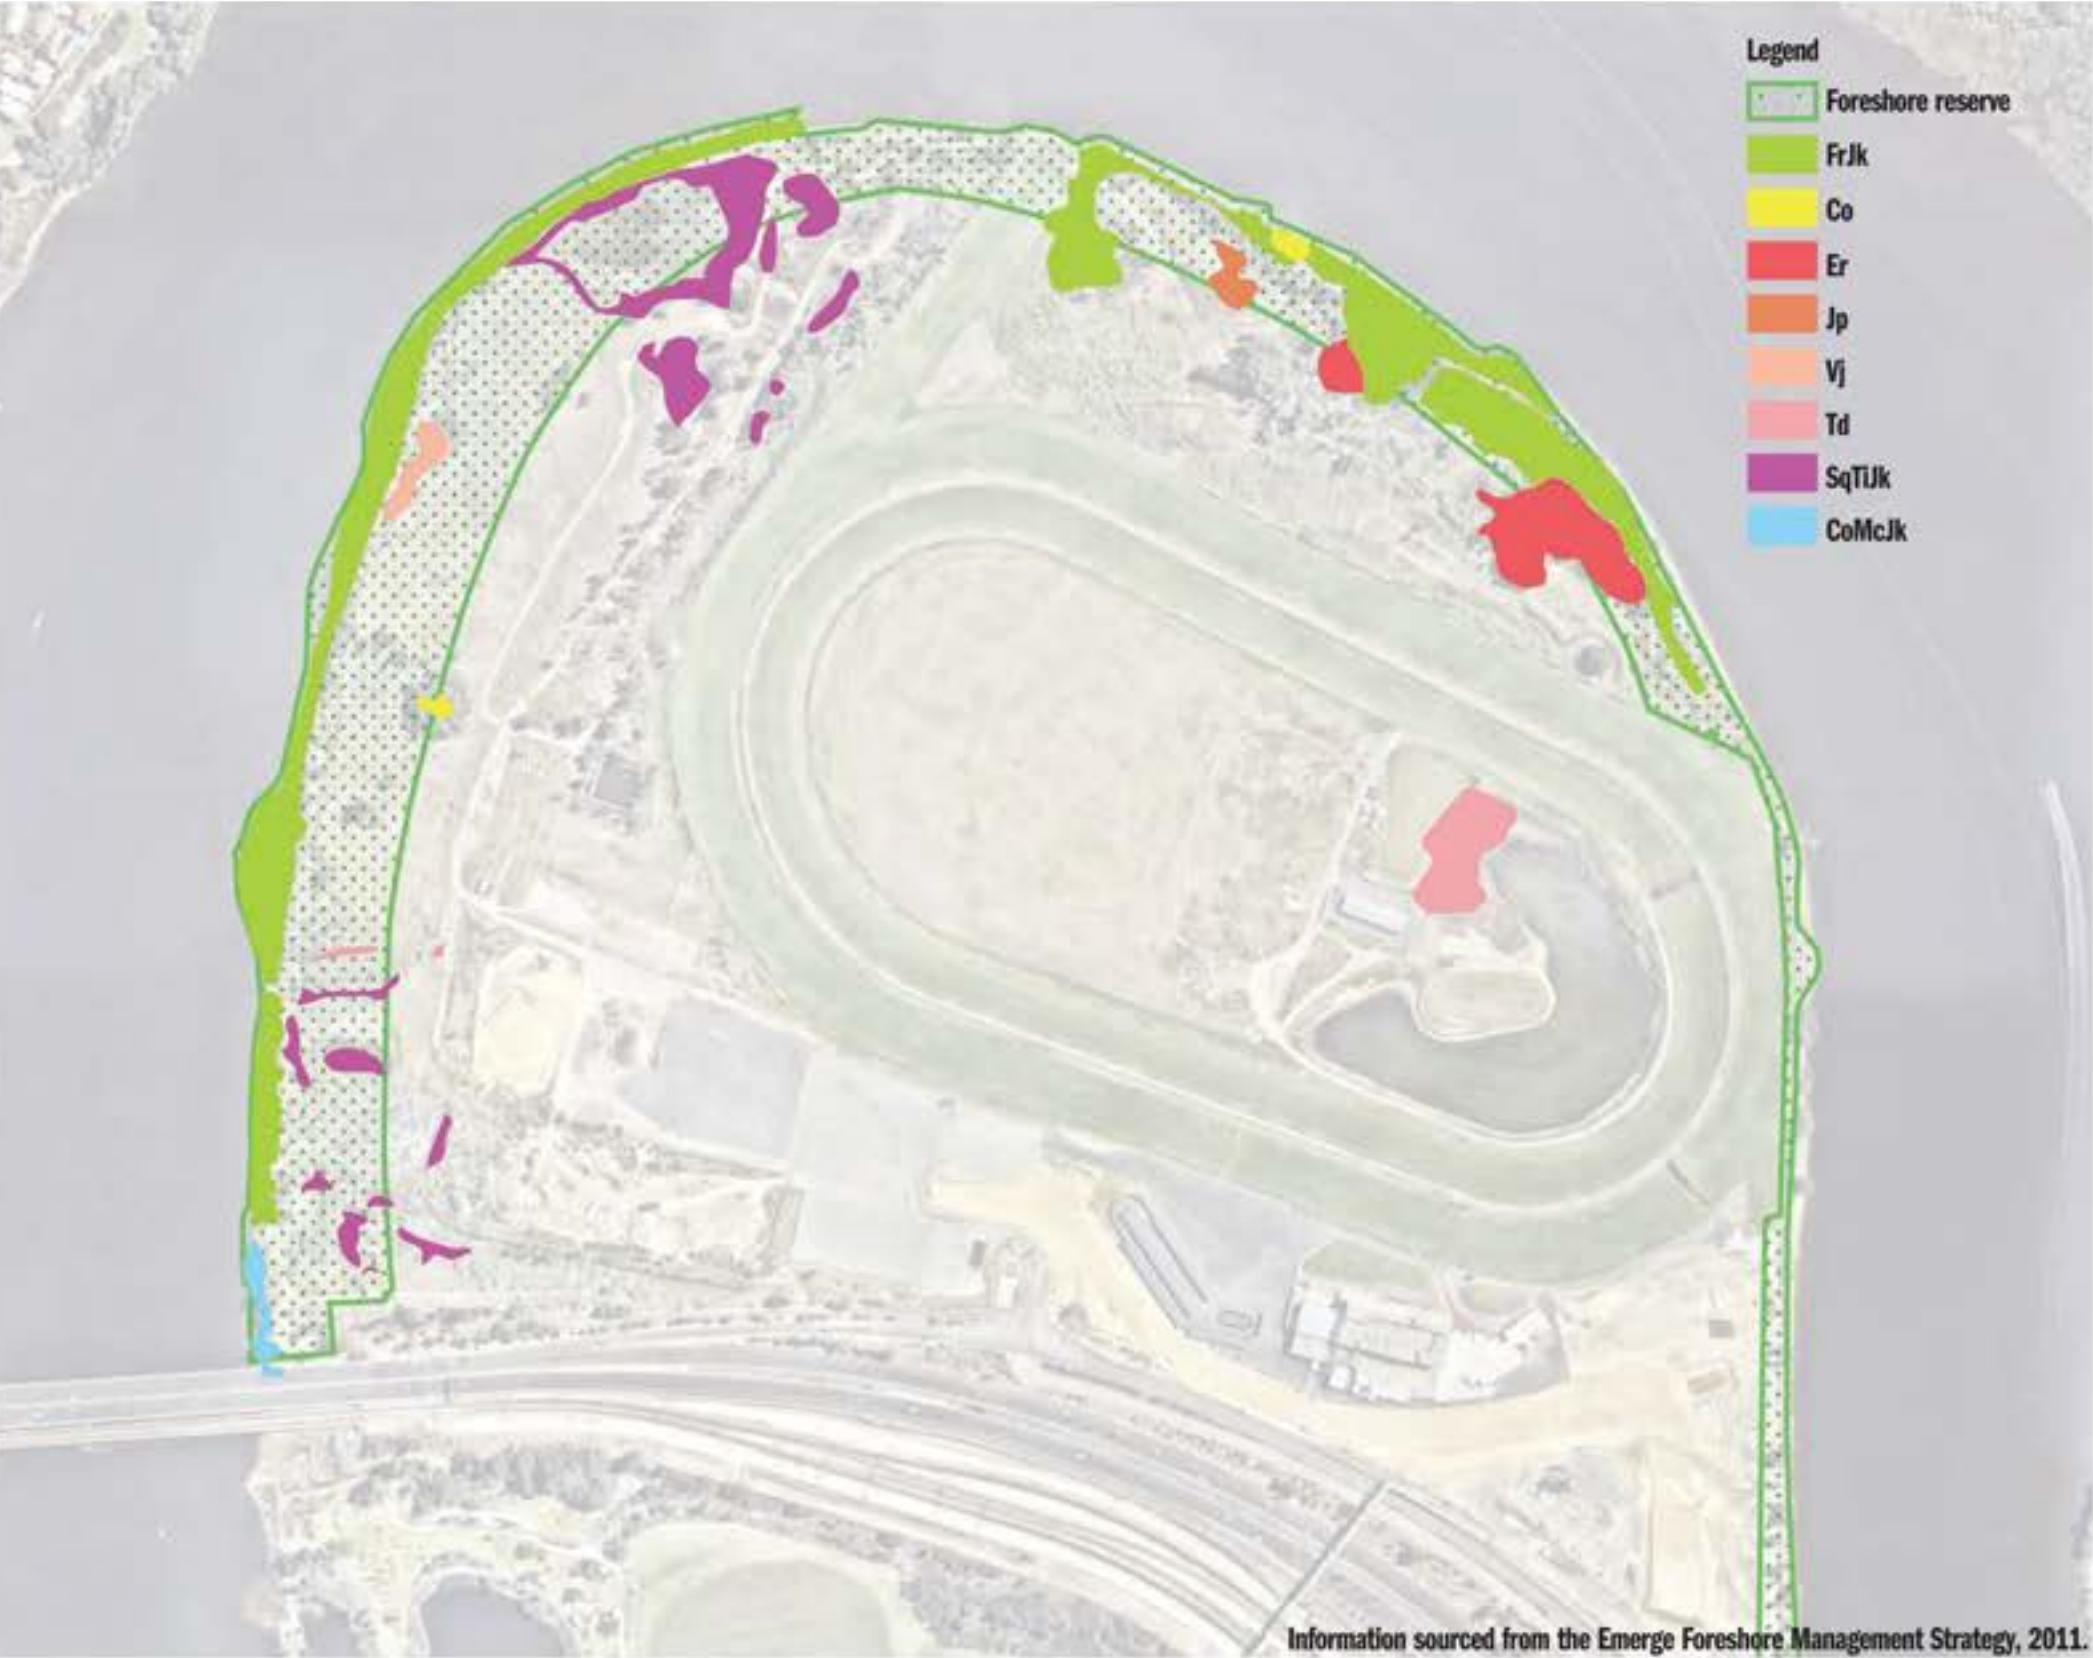 Legend
Foreshore reserve
FrJk
Co
Er
Jp
Vj
Td
SqTiJk
CoMcJk
Information sourced from the Emerge Foreshore Management Strategy, 2011.